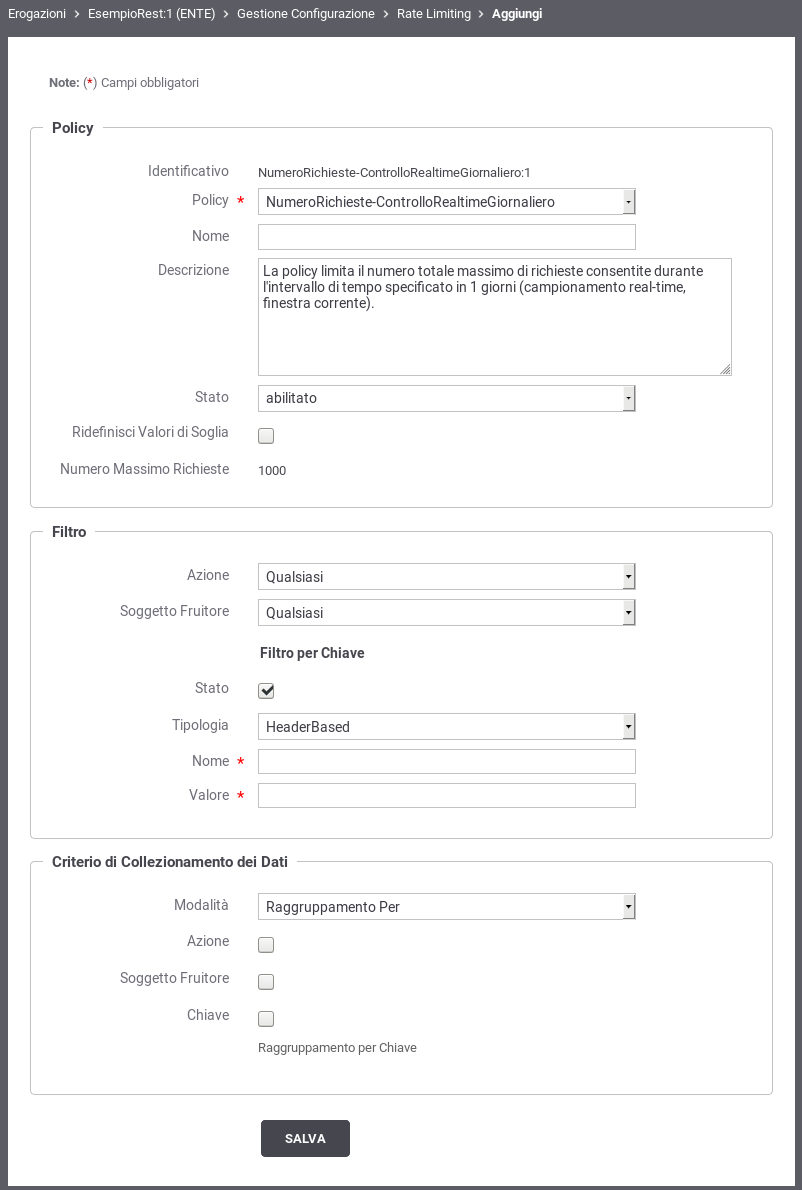 Erogazioni > EsempioRest:1 (ENTE) > Gestione Configurazione > Rate Limiting > Aggiungi
Note: (*) Campi obbligatori
Policy
Identificativo NumeroRichieste-ControlloRealtimeGiornaliero:1
Policy * NumeroRichieste-ControlloRealtimeGiornaliero
Nome
Descrizione La policy limita il numero totale massimo di richieste consentite durante
l'intervallo di tempo specificato in 1 giorni (campionamento real-time,
finestra corrente).
Stato abilitato
Ridefinisci Valori di Soglia
Numero Massimo Richieste 1000
Filtro
Azione Qualsiasi
Soggetto Fruitore Qualsiasi
Filtro per Chiave
Stato
Tipologia HeaderBased
Nome *
Valore *
Criterio di Collezionamento dei Dati
Modalità Raggruppamento Per
Azione
Soggetto Fruitore
Chiave
Raggruppamento per Chiave
SALVA